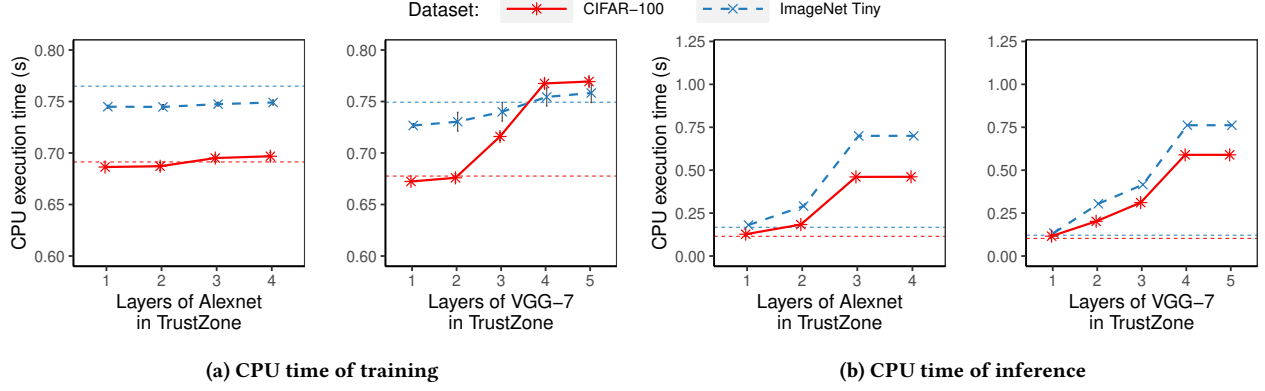 Dataset: CIFAR−100 ImageNet Tiny
CPU execution time (s)
0.80
0.75
0.70
0.65
0.60
1 2 3 4
Layers of Alexnet
in TrustZone
0.80
0.75
0.70
0.65
0.60
1 2 3 4 5
Layers of VGG−7
in TrustZone
(a) CPU time of training
CPU execution time (s)
1.25
1.00
0.75
0.50
0.25
0.00
1 2 3 4
Layers of Alexnet
in TrustZone
1.25
1.00
0.75
0.50
0.25
0.00
1 2 3 4 5
Layers of VGG−7
in TrustZone
(b) CPU time of inference